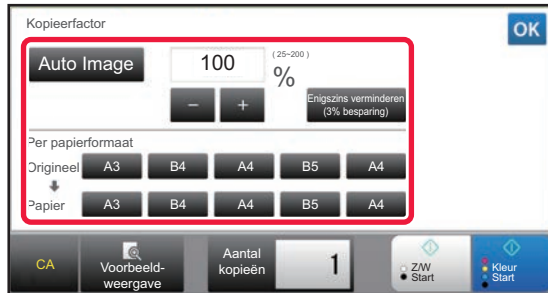 Kopieerfactor
OK
Auto Image
100
(25~200)
%
− +
Enigszins verminderen
(3% besparing)
Per papierformaat
Origineel A3 B4 A4 B5 A4
Papier A3 B4 A4 B5 A4
CA
Voorbeeld-
weergave
Aantal
kopieën
1
Z/W
Start
Kleur
Start